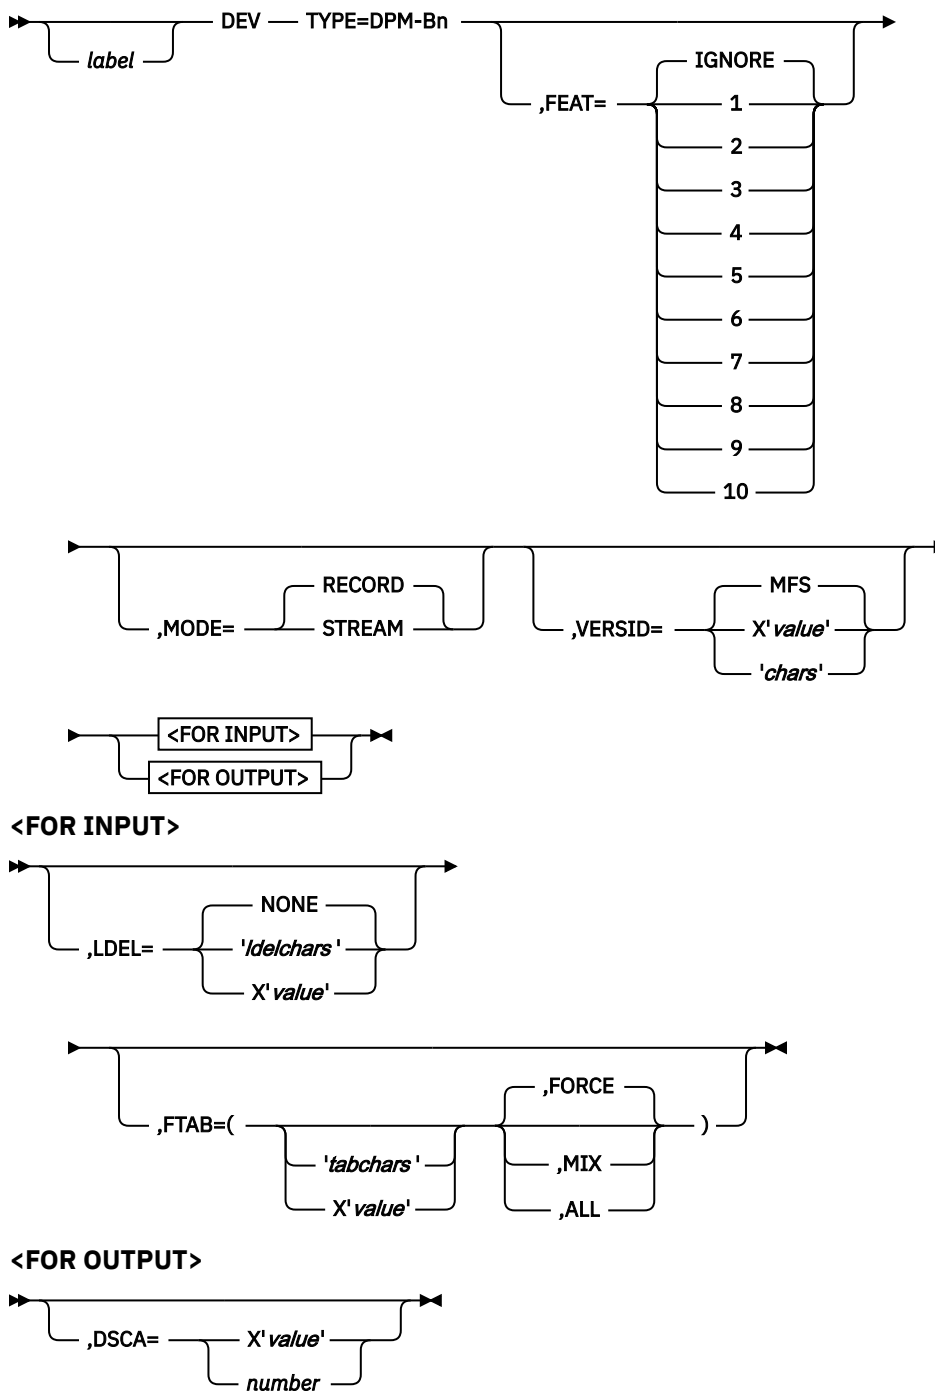 DEV TYPE=DPM-Bn
label
IGNORE
,FEAT= 1
2
3
4
5
6
7
8
9
10
RECORD
,MODE= STREAM
MFS
,VERSID= X'value'
'chars'
<FOR INPUT>
<FOR OUTPUT>
<FOR INPUT>
NONE
,LDEL= 'ldelchars'
X'value'
,FORCE
,FTAB=( )
'tabchars' ,MIX
X'value' ,ALL
<FOR OUTPUT>
,DSCA= X'value'
number